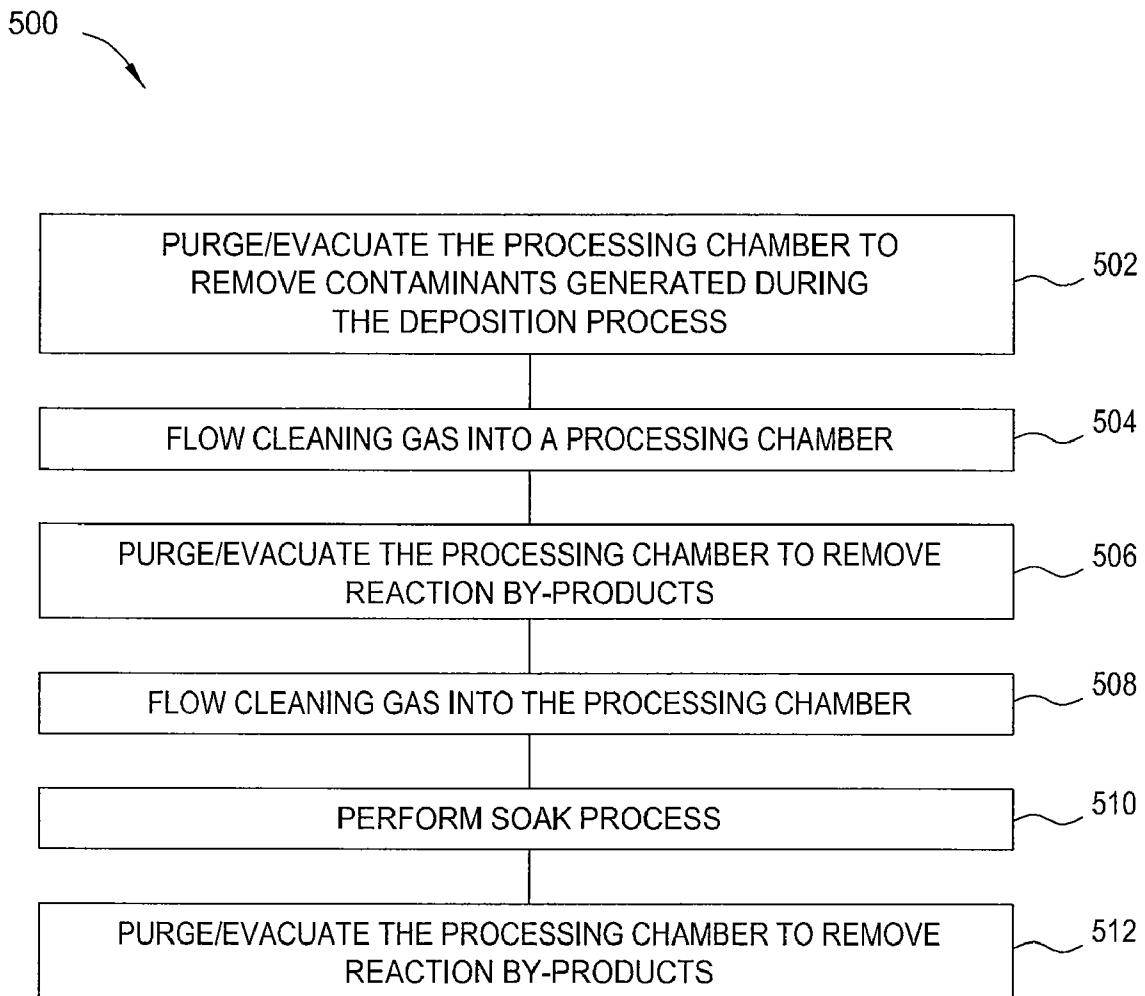 500
PURGE/EVACUATE THE PROCESSING CHAMBER TO
REMOVE CONTAMINANTS GENERATED DURING
THE DEPOSITION PROCESS
502
FLOW CLEANING GAS INTO A PROCESSING CHAMBER
504
PURGE/EVACUATE THE PROCESSING CHAMBER TO REMOVE
REACTION BY-PRODUCTS
506
FLOW CLEANING GAS INTO THE PROCESSING CHAMBER
508
PERFORM SOAK PROCESS
510
PURGE/EVACUATE THE PROCESSING CHAMBER TO REMOVE
REACTION BY-PRODUCTS
512